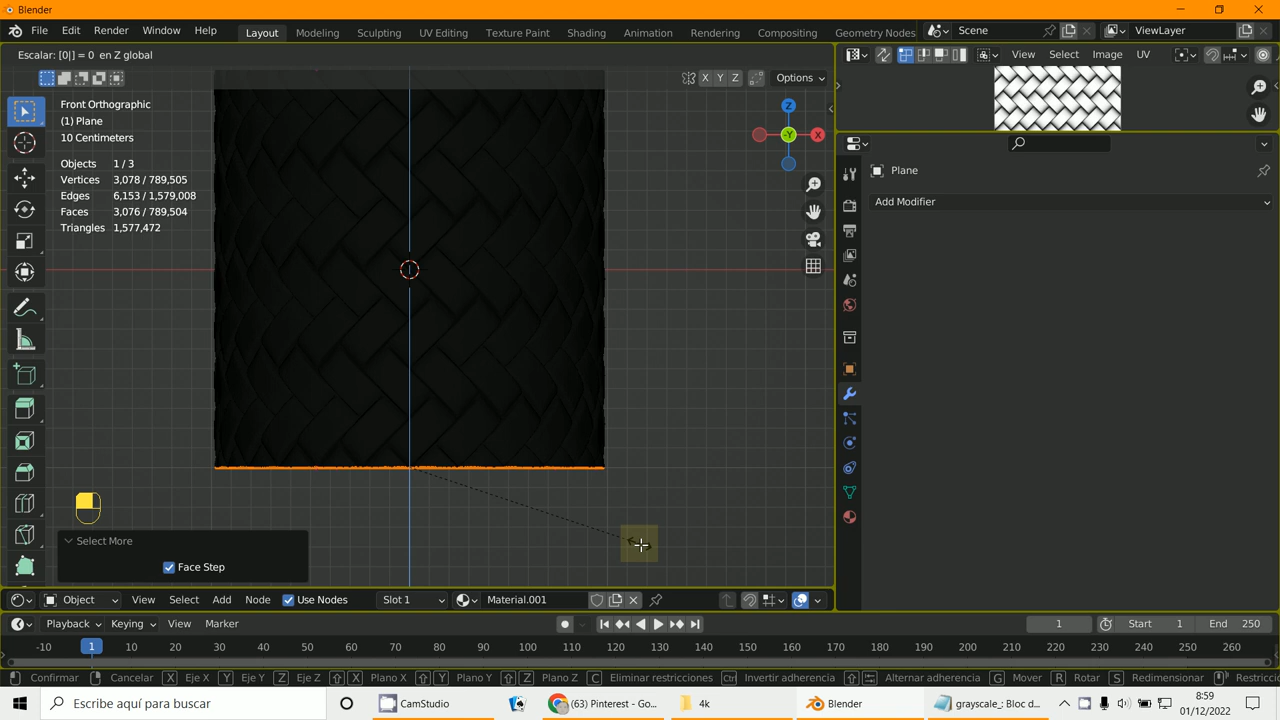 Blender
File Edit Render Window Help Layout Modeling Sculpting UV Editing Texture Paint Shading Animation Rendering Compositing Geometry Nodes Scene ViewLayer
Escalar: [0|] = 0 en Z global
View Select Image UV
X Y Z Options
Front Orthographic
(1) Plane
10 Centimeters
Objects 1 / 3
Vertices 3,078 / 789,505
Edges 6,153 / 1,579,008
Faces 3,076 / 789,504
Triangles 1,577,472
Z
X
-Y
Plane
Add Modifier
Select More
Face Step
Object View Select Add Node Use Nodes Slot 1 Material.001
Playback Keying View Marker 1 Start 1 End 250
-10 1 10 20 30 40 50 60 70 80 90 100 110 120 130 140 150 160 170 180 190 200 210 220 230 240 250 260
Confirmar Cancelar X Eje X Y Eje Y Z Eje Z X Plano X Y Plano Y Z Plano Z C Eliminar restricciones Ctrl Invertir adherencia Alternar adherencia G Mover R Rotar S Redimensionar Restricció
Escribe aquí para buscar CamStudio (63) Pinterest - Go... 4k Blender grayscale_: Bloc d... 8:59
01/12/2022